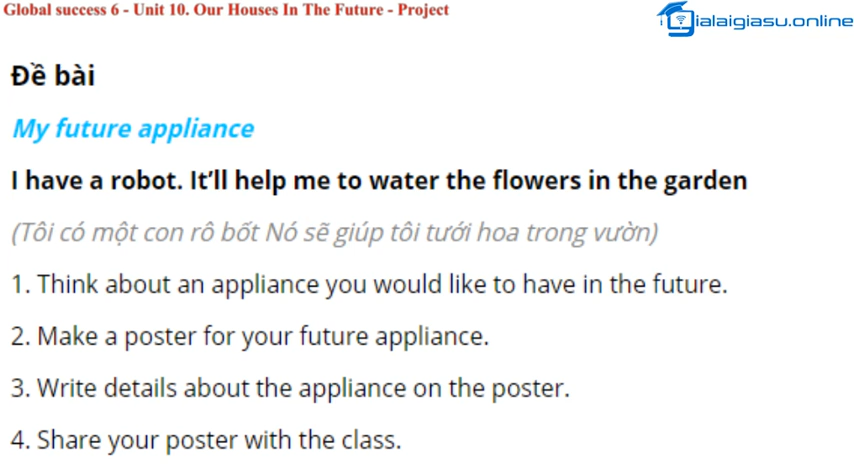 Global success 6 - Unit 10. Our Houses In The Future - Project
Gialaigiasu.online
Đề bài
My future appliance
I have a robot. It’ll help me to water the flowers in the garden
(Tôi có một con rô bốt Nó sẽ giúp tôi tưới hoa trong vườn)
1. Think about an appliance you would like to have in the future.
2. Make a poster for your future appliance.
3. Write details about the appliance on the poster.
4. Share your poster with the class.